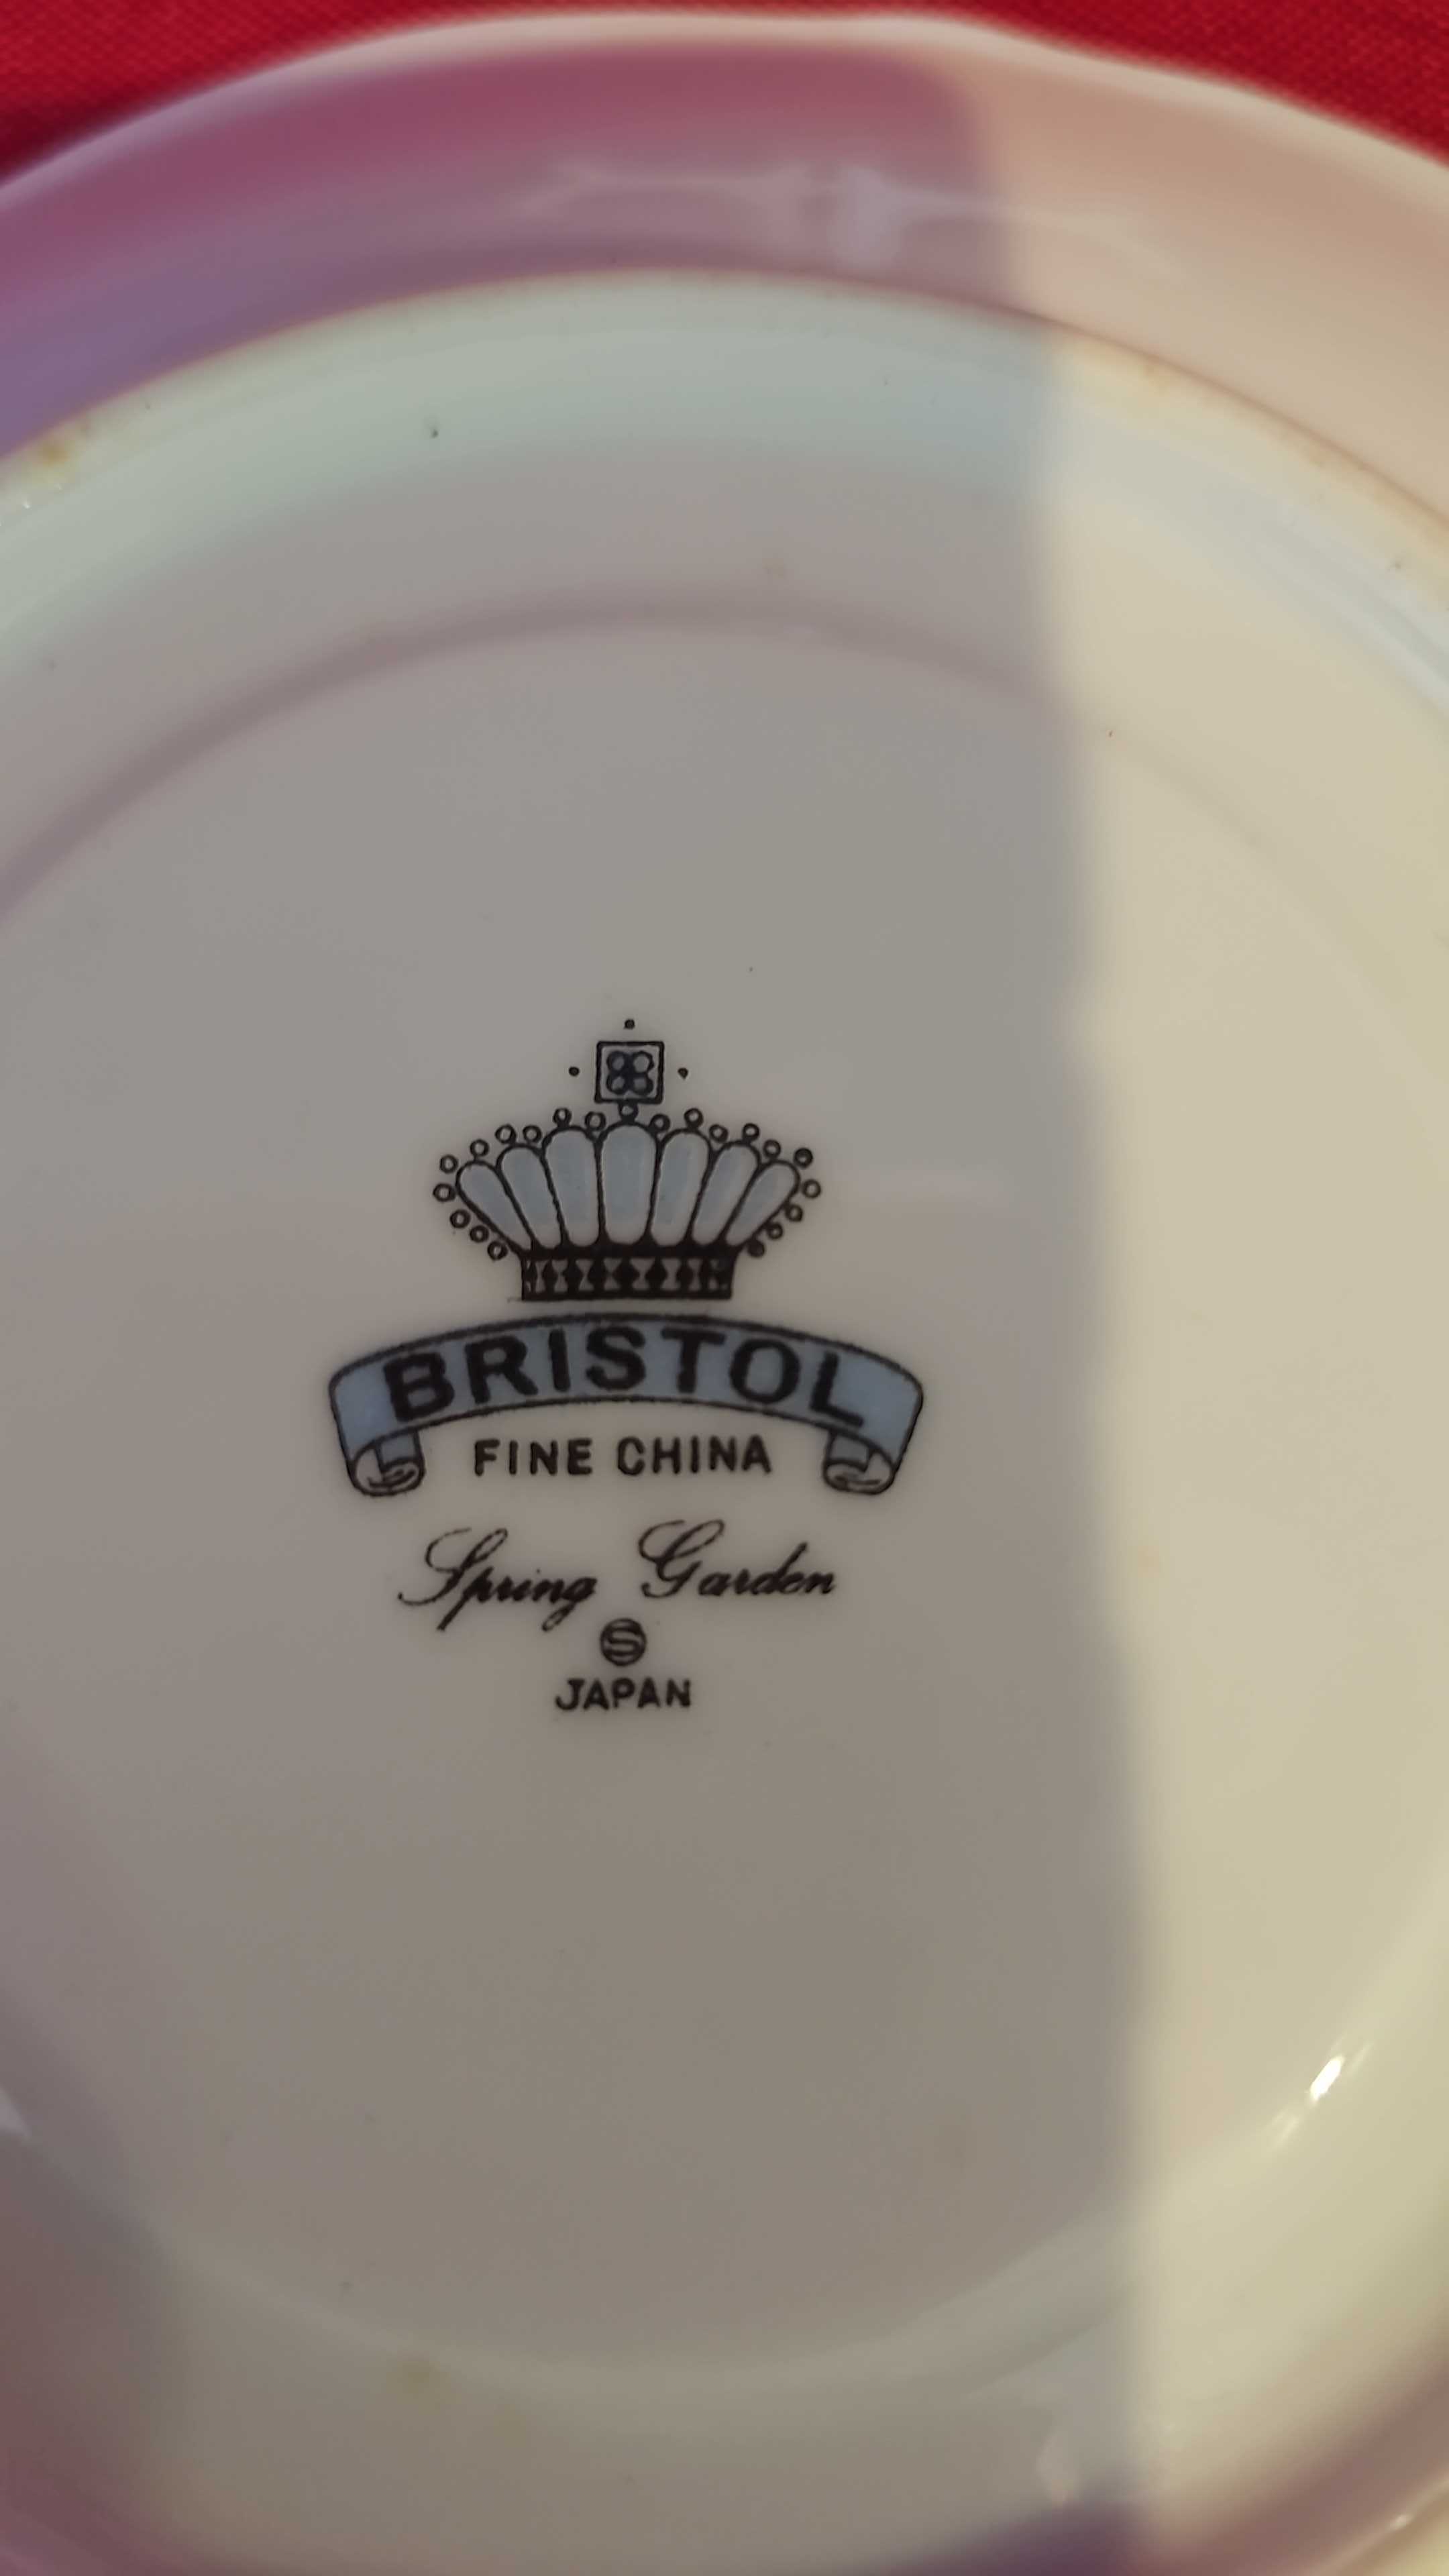 BRISTOL
FINE CHINA
Spring Garden
S
JAPAN